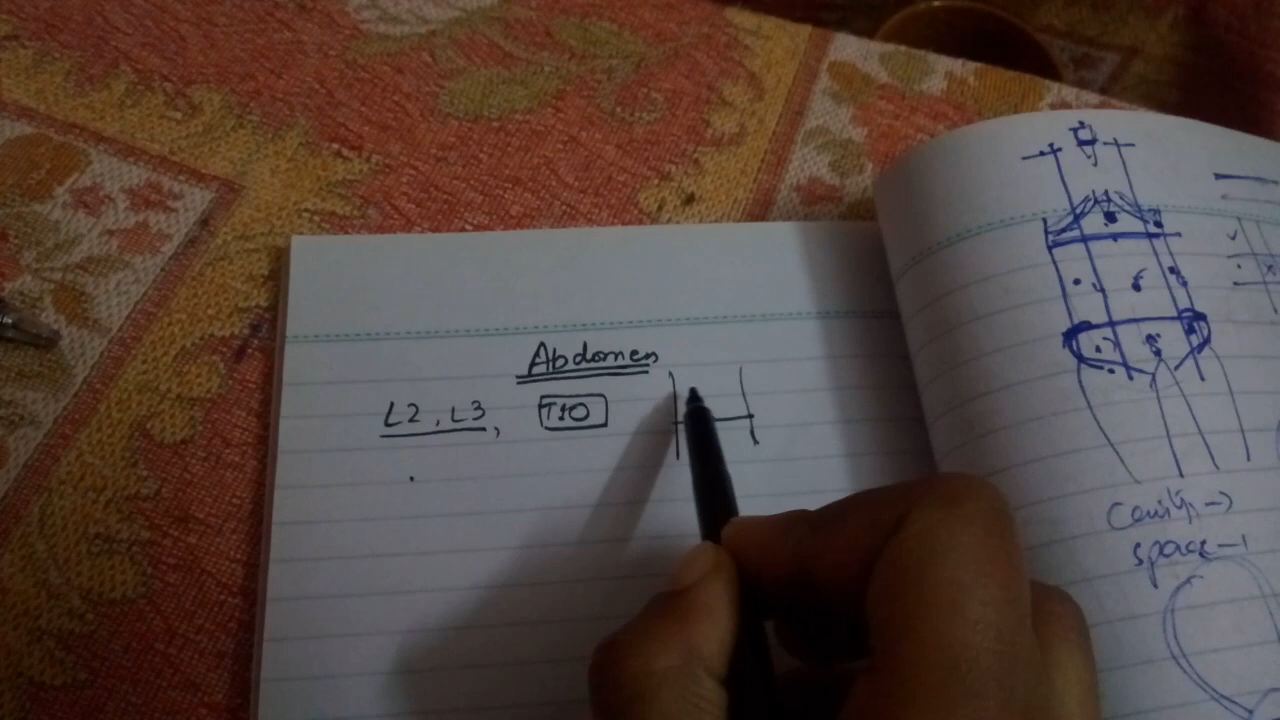 Abdomen
L2, L3, T10
Cavity →
space →